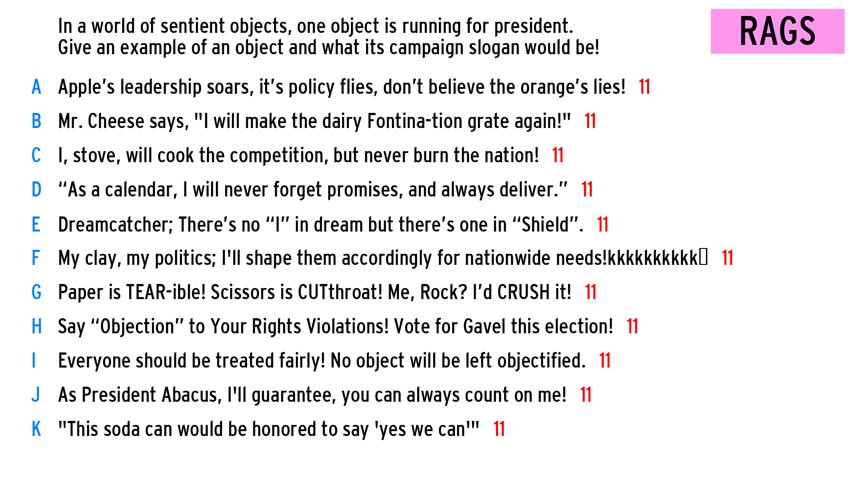 In a world of sentient objects, one object is running for president.
Give an example of an object and what its campaign slogan would be!
RAGS
A Apple's leadership soars, it's policy flies, don't believe the orange's lies! 11
B Mr. Cheese says, "I will make the dairy Fontina-tion grate again!" 11
C I, stove, will cook the competition, but never burn the nation! 11
D “As a calendar, I will never forget promises, and always deliver.” 11
E Dreamcatcher; There's no “I” in dream but there's one in “Shield”. 11
F My clay, my politics; I'll shape them accordingly for nationwide needs!kkkkkkkkkk▯ 11
G Paper is TEAR-ible! Scissors is CUTthroat! Me, Rock? I'd CRUSH it! 11
H Say “Objection” to Your Rights Violations! Vote for Gavel this election! 11
I Everyone should be treated fairly! No object will be left objectified. 11
J As President Abacus, I'll guarantee, you can always count on me! 11
K "This soda can would be honored to say 'yes we can'" 11